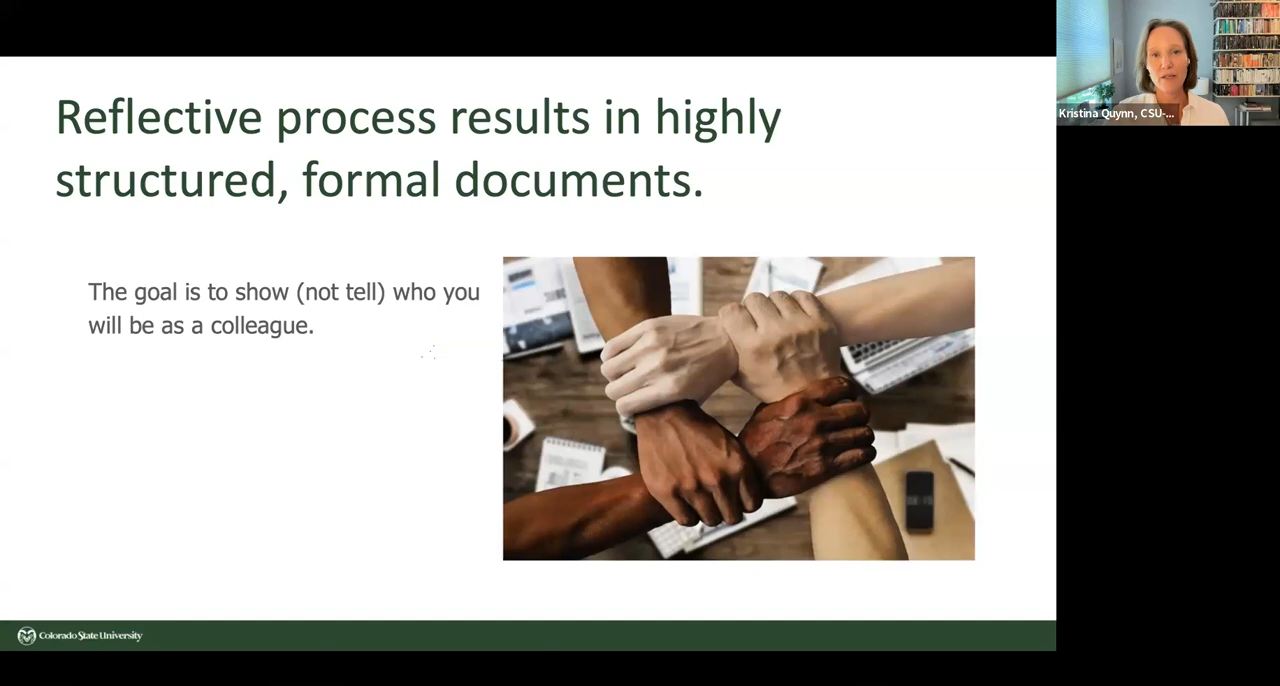 Reflective process results in highly
structured, formal documents.
The goal is to show (not tell) who you
will be as a colleague.
Kristina Quynn, CSU-...
Colorado State University